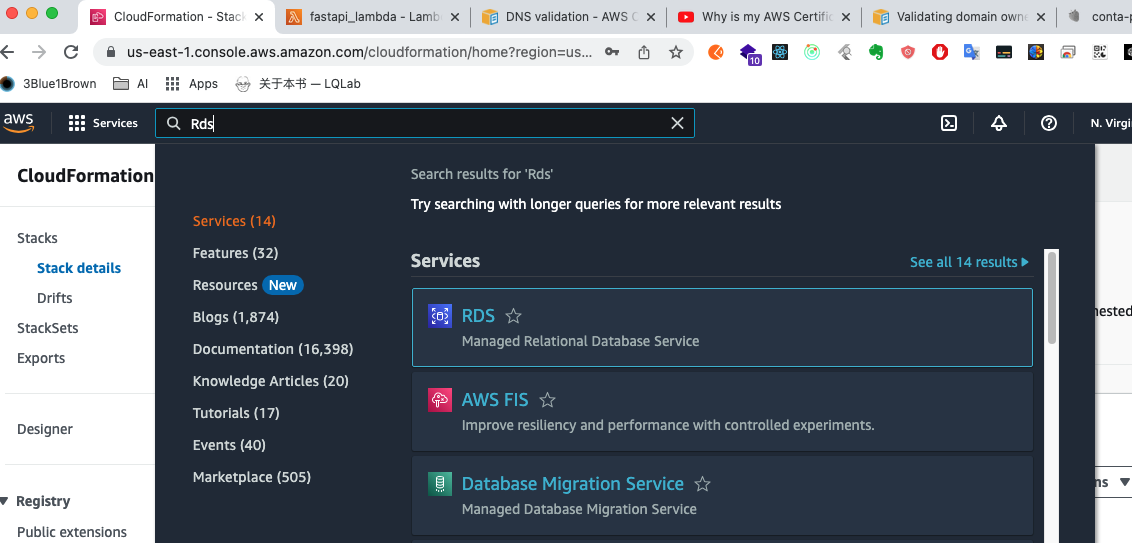 CloudFormation - Stack
fastapi_lambda - Lamb
DNS validation - AWS C
Why is my AWS Certific
Validating domain owne
conta-p
us-east-1.console.aws.amazon.com/cloudformation/home?region=us...
10
3Blue1Brown
AI
Apps
关于本书 — LQLab
aws
Services
Rds
N. Virgi
CloudFormation
Search results for 'Rds'
Try searching with longer queries for more relevant results
Services (14)
Features (32)
Resources New
Blogs (1,874)
Documentation (16,398)
Knowledge Articles (20)
Tutorials (17)
Events (40)
Marketplace (505)
Stacks
Stack details
Drifts
StackSets
Exports
Designer
Registry
Public extensions
Services
See all 14 results
RDS
Managed Relational Database Service
AWS FIS
Improve resiliency and performance with controlled experiments.
Database Migration Service
Managed Database Migration Service
nested
ns